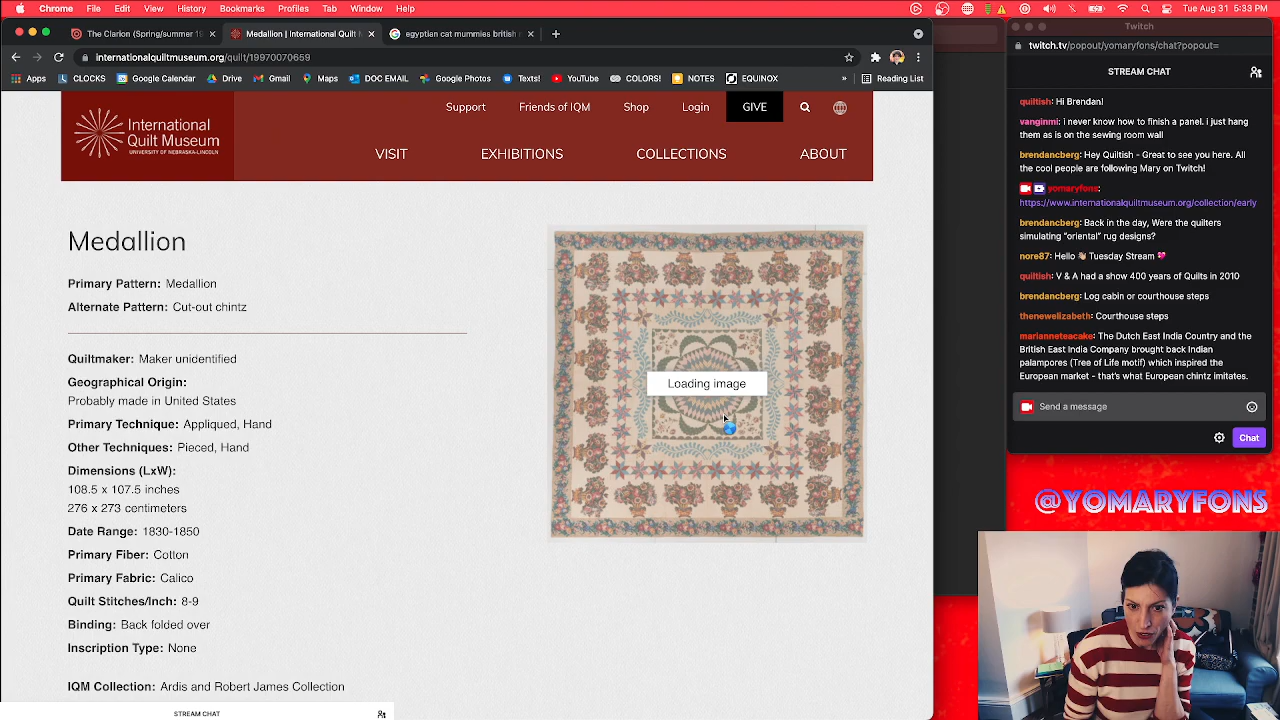 Chrome File Edit View History Bookmarks Profiles Tab Window Help
Tue Aug 31 5:33 PM
The Clarion (Spring/summer 19
Medallion | International Quilt M
egyptian cat mummies british m
internationalquiltmuseum.org/quilt/19970070659
Apps CLOCKS Google Calendar Drive Gmail Maps DOC EMAIL Google Photos Texts! YouTube COLORS! NOTES EQUINOX » Reading List
Support Friends of IQM Shop Login GIVE
International
Quilt Museum
UNIVERSITY OF NEBRASKA-LINCOLN
VISIT EXHIBITIONS COLLECTIONS ABOUT
Medallion
Primary Pattern: Medallion
Alternate Pattern: Cut-out chintz
Quiltmaker: Maker unidentified
Geographical Origin:
Probably made in United States
Primary Technique: Appliqued, Hand
Other Techniques: Pieced, Hand
Dimensions (LxW):
108.5 x 107.5 inches
276 x 273 centimeters
Date Range: 1830-1850
Primary Fiber: Cotton
Primary Fabric: Calico
Quilt Stitches/Inch: 8-9
Binding: Back folded over
Inscription Type: None
IQM Collection: Ardis and Robert James Collection
Loading image
STREAM CHAT
Twitch
twitch.tv/popout/yomaryfons/chat?popout=
STREAM CHAT
quiltish: Hi Brendan!
vanginmi: i never know how to finish a panel. i just hang
them as is on the sewing room wall
brendancberg: Hey Quiltish - Great to see you here. All
the cool people are following Mary on Twitch!
yomaryfons:
https://www.internationalquiltmuseum.org/collection/early
brendancberg: Back in the day, Were the quilters
simulating "oriental" rug designs?
nore87: Hello 👋🏼 Tuesday Stream 💖
quiltish: V & A had a show 400 years of Quilts in 2010
brendancberg: Log cabin or courthouse steps
thenewelizabeth: Courthouse steps
marianneteacake: The Dutch East India Country and the
British East India Company brought back Indian
palampores (Tree of Life motif) which inspired the
European market - that's what European chintz imitates.
Send a message
Chat
@YOMARYFONS